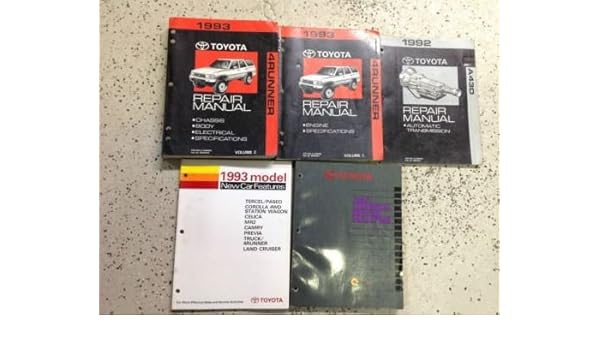 1993
TOYOTA
4RUNNER
REPAIR
MANUAL
•CHASSIS
•BODY
•ELECTRICAL
•SPECIFICATIONS
VOLUME 2
1993
TOYOTA
4RUNNER
REPAIR
MANUAL
•ENGINE
•SPECIFICATIONS
VOLUME 1
1992
TOYOTA
A43D
REPAIR
MANUAL
•AUTOMATIC
TRANSMISSION
1993 model
New Car Features
TERCEL/PASEO
COROLLA AND
STATION WAGON
CELICA
MR2
CAMRY
PREVIA
TRUCK/
4RUNNER
LAND CRUISER
TOYOTA
TOYOTA